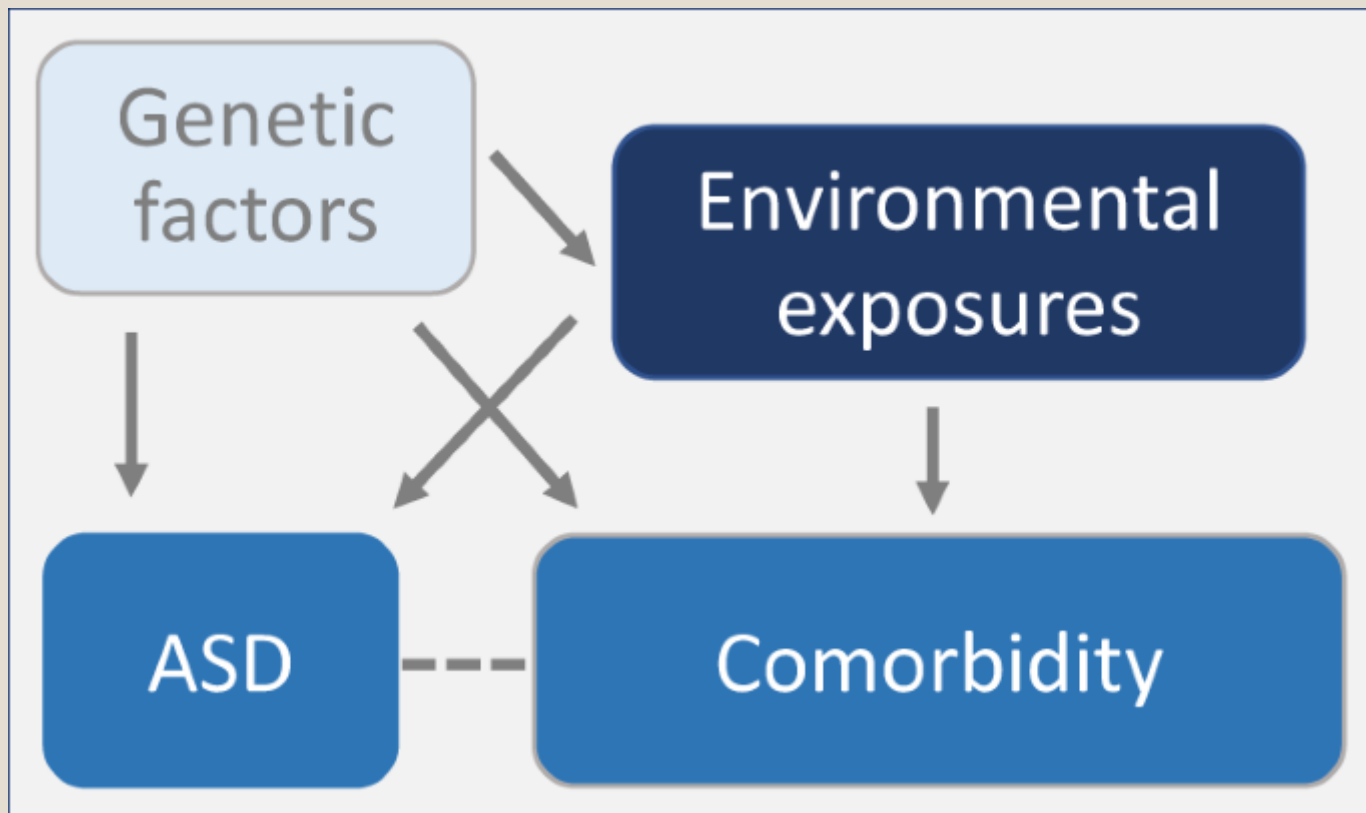 Genetic
factors
Environmental
exposures
ASD
Comorbidity